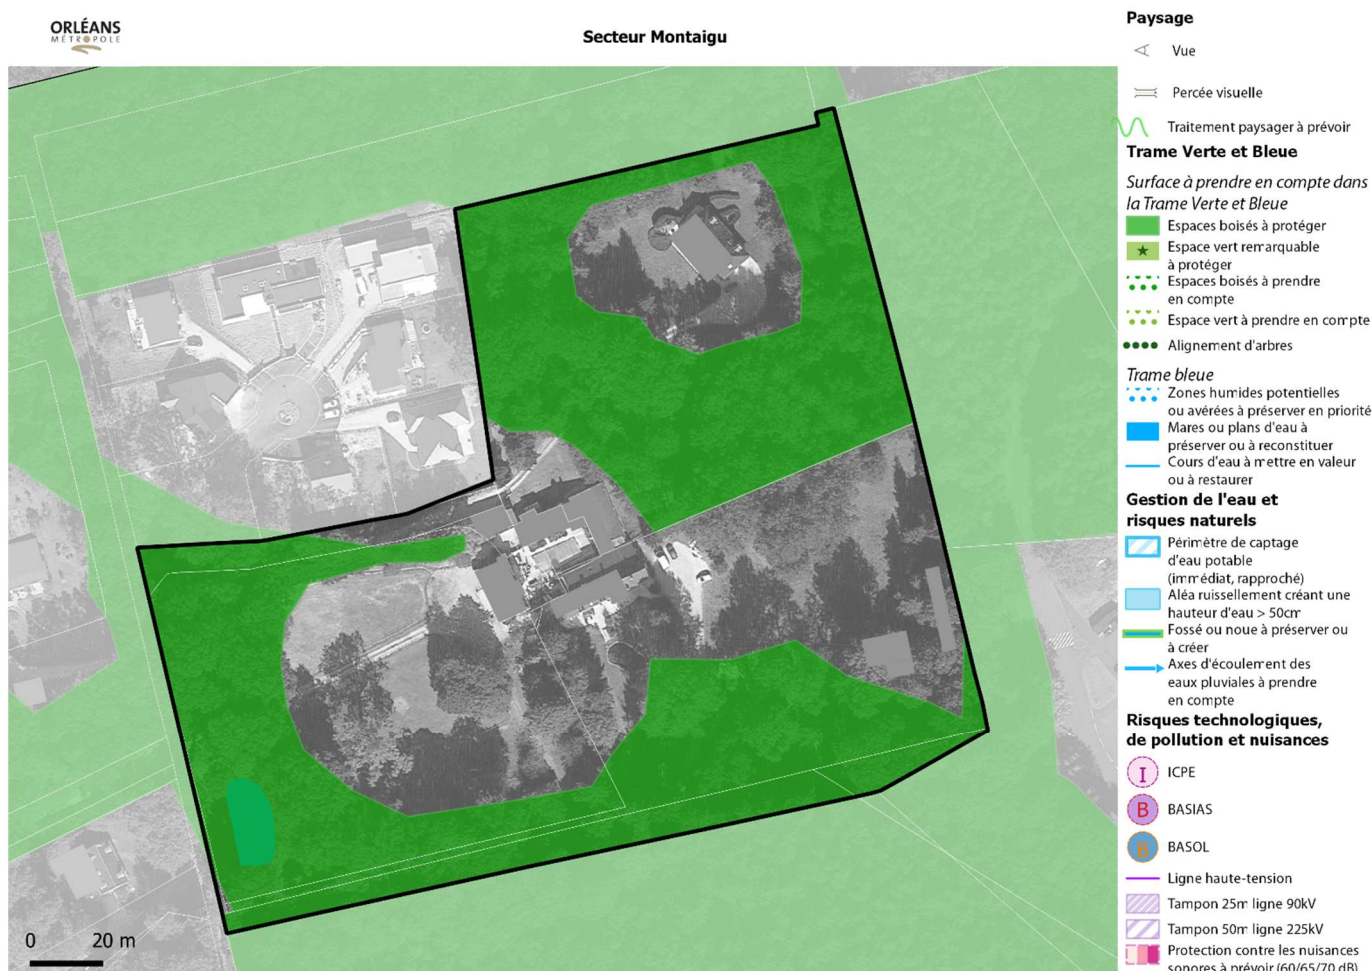 ORLÉANS
MÉTROPOLE
Secteur Montaigu
Paysage
Vue
Percée visuelle
Traitement paysager à prévoir
Trame Verte et Bleue
Surface à prendre en compte dans
la Trame Verte et Bleue
Espaces boisés à protéger
Espace vert remarquable
à protéger
Espaces boisés à prendre
en compte
Espace vert à prendre en compte
Alignement d'arbres
Trame bleue
Zones humides potentielles
ou avérées à préserver en priorité
Mares ou plans d'eau à
préserver ou à reconstituer
Cours d'eau à mettre en valeur
ou à restaurer
Gestion de l'eau et
risques naturels
Périmètre de captage
d'eau potable
(immédiat, rapproché)
Aléa ruissellement créant une
hauteur d'eau > 50cm
Fossé ou noue à préserver ou
à créer
Axes d'écoulement des
eaux pluviales à prendre
en compte
Risques technologiques,
de pollution et nuisances
I ICPE
B BASIAS
B BASOL
Ligne haute-tension
Tampon 25m ligne 90kV
Tampon 50m ligne 225kV
Protection contre les nuisances
sonores à prévoir (60/65/70 dB)
0 20 m